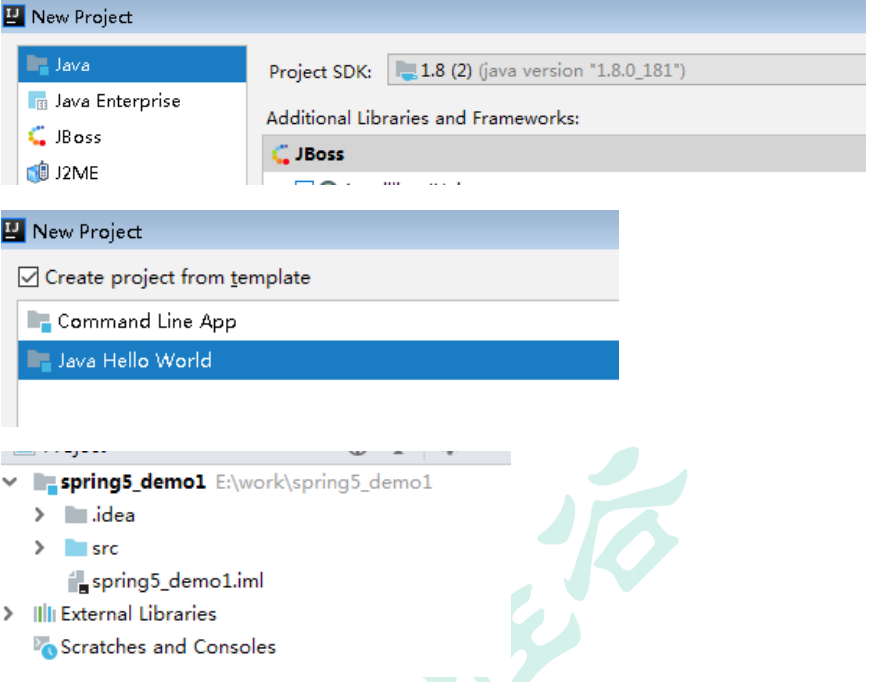 New Project
Java
Project SDK: 1.8 (2) (java version "1.8.0_181")
Java Enterprise
Additional Libraries and Frameworks:
JBoss
JBoss
J2ME
New Project
Create project from template
Command Line App
Java Hello World
spring5_demo1 E:\work\spring5_demo1
.idea
src
spring5_demo1.iml
External Libraries
Scratches and Consoles
谷